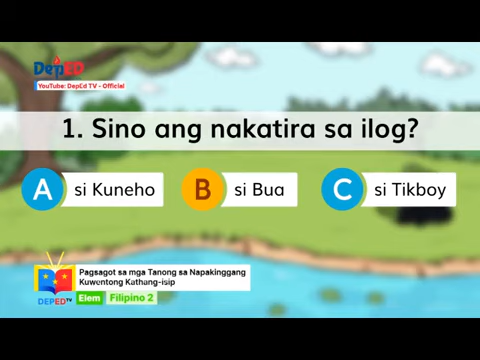 DepED
YouTube: DepEd TV - Official
1. Sino ang nakatira sa ilog?
A si Kuneho
B si Bua
C si Tikboy
Pagsagot sa mga Tanong sa Napakinggang
Kuwentong Kathang-isip
DEPED TV
Elem Filipino 2